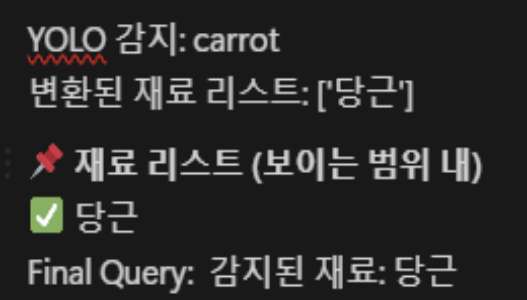 YOLO 감지: carrot
변환된 재료 리스트: ['당근']
📌 재료 리스트 (보이는 범위 내)
✅ 당근
Final Query: 감지된 재료: 당근